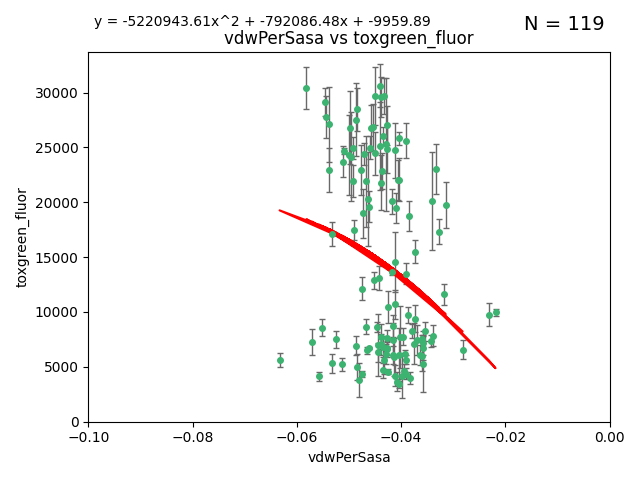 y = -5220943.61x^2 + -792086.48x + -9959.89
N = 119
vdwPerSasa vs toxgreen_fluor
toxgreen_fluor
30000
25000
20000
15000
10000
5000
0
−0.10
−0.08
−0.06
−0.04
−0.02
0.00
vdwPerSasa